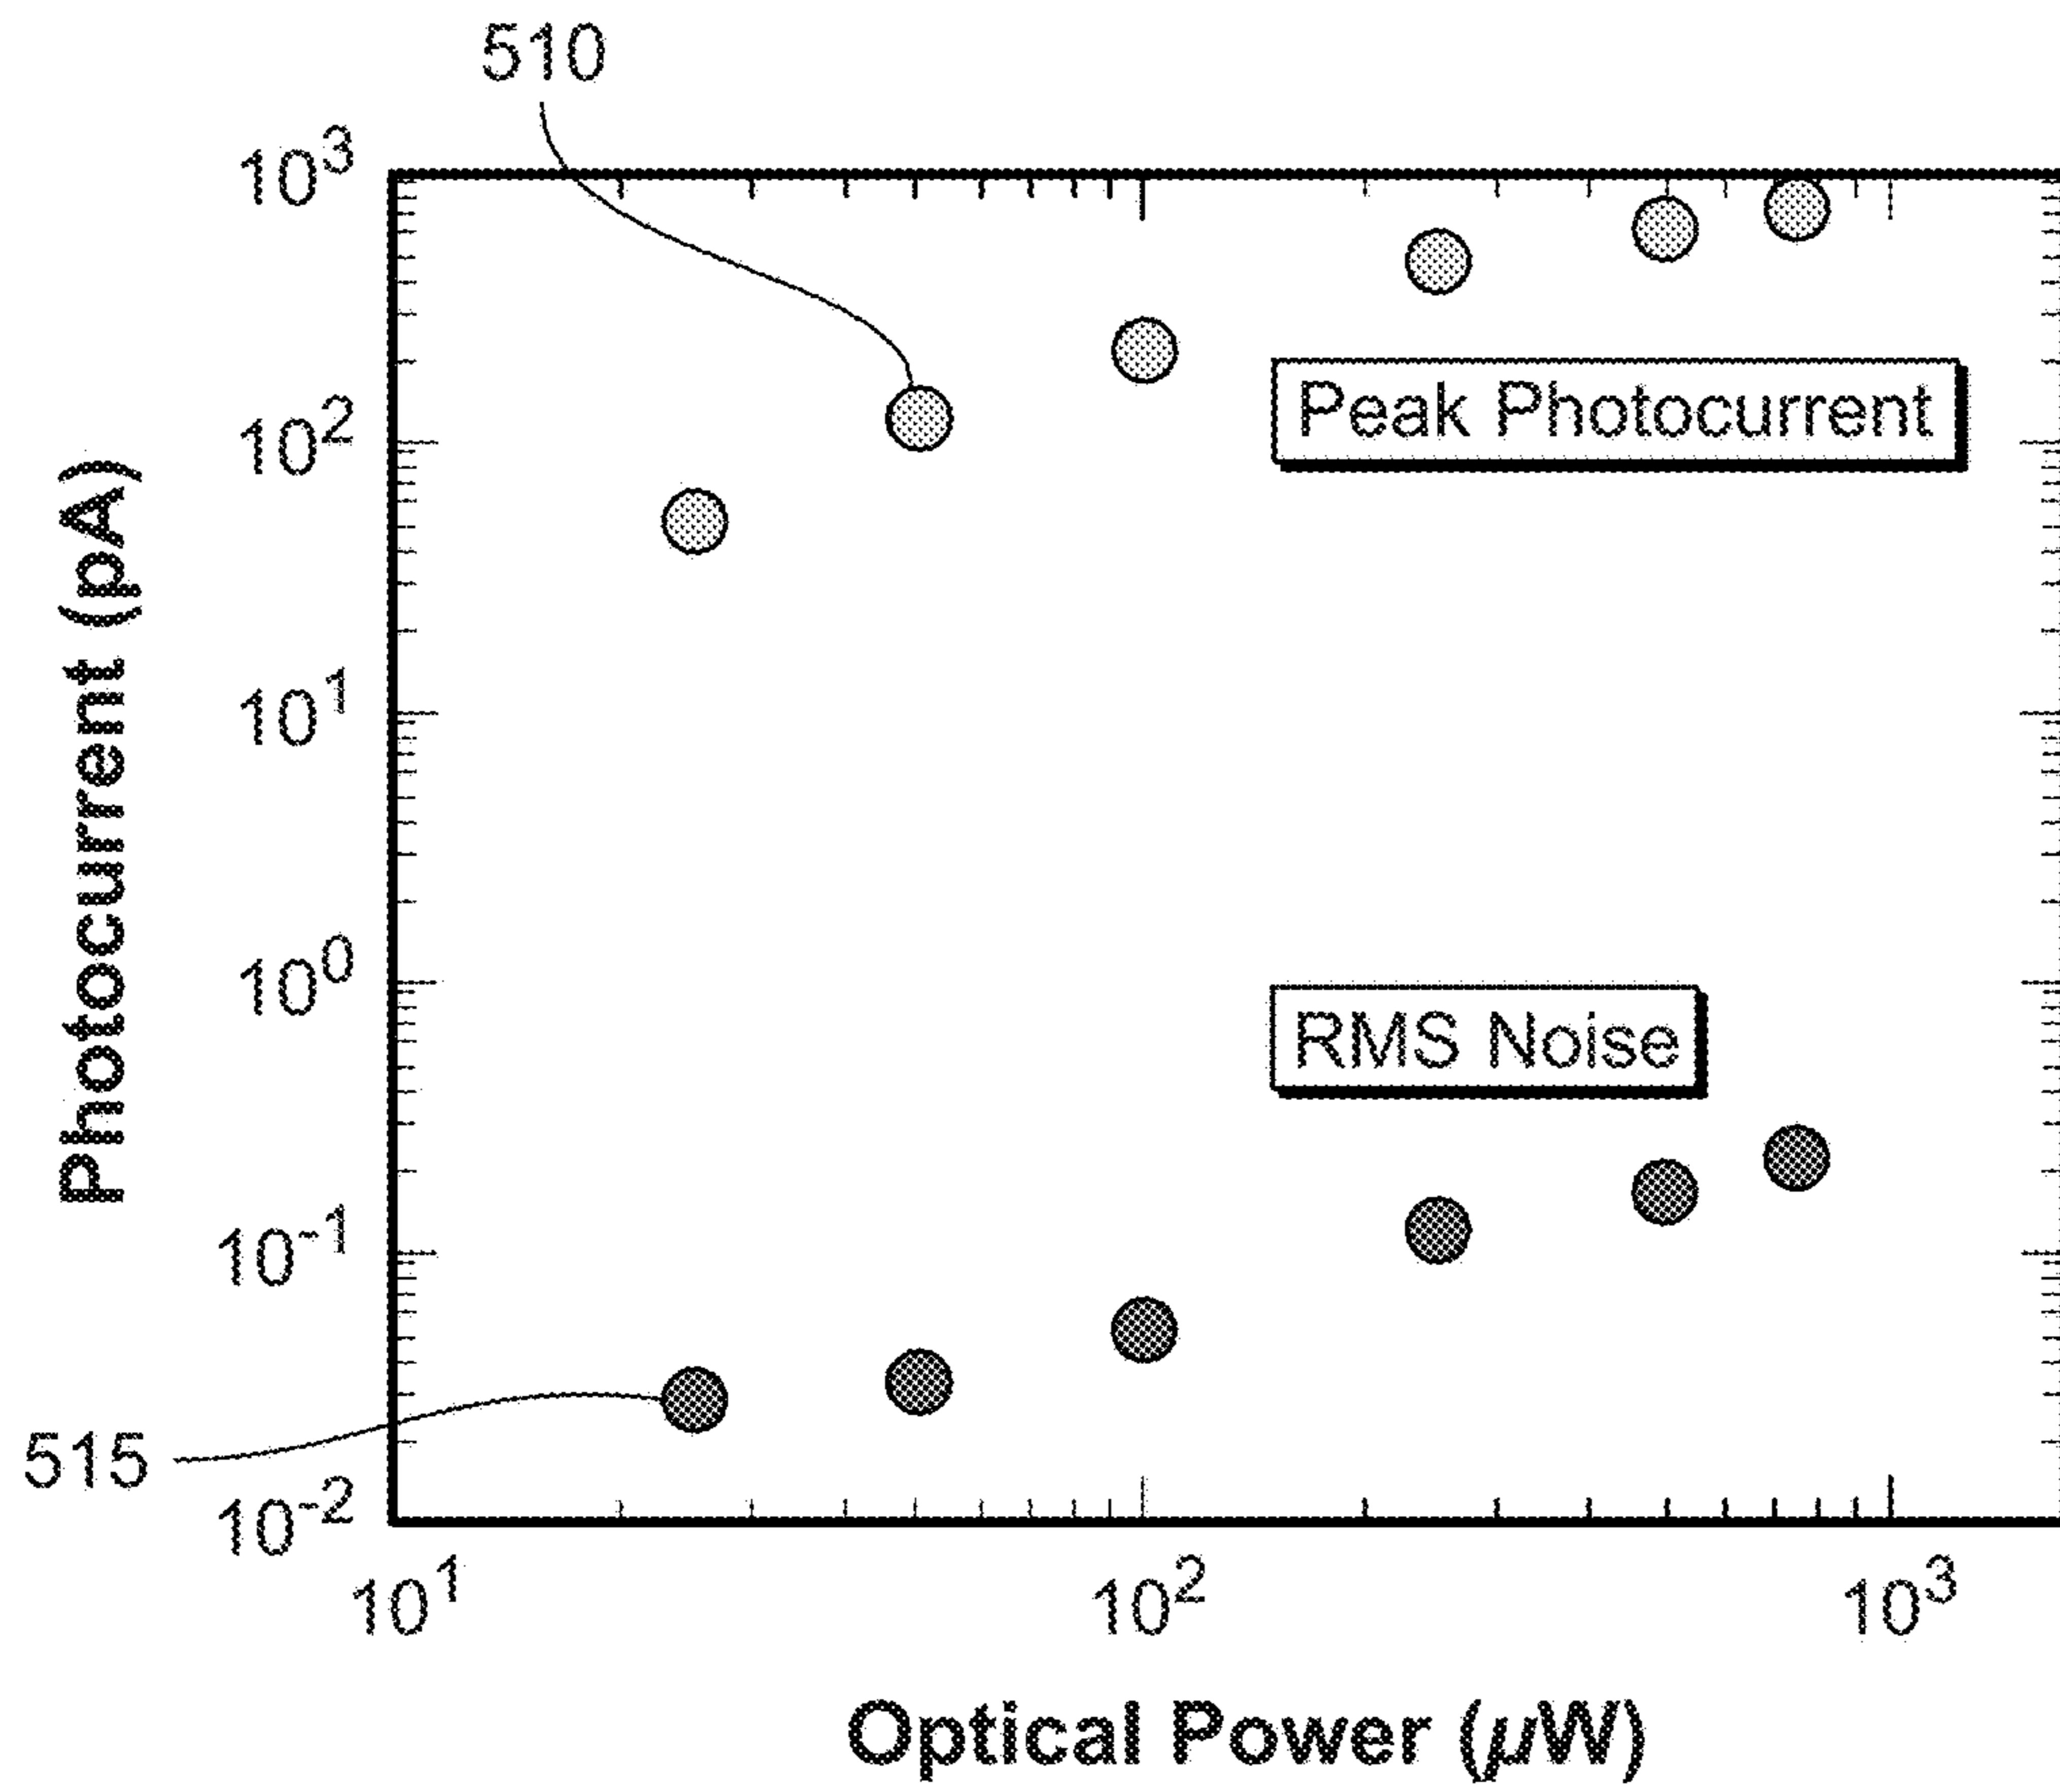 510
10³
10²
10¹
10⁰
10⁻¹
10⁻²
Photocurrent (pA)
Peak Photocurrent
RMS Noise
515
10¹
10²
10³
Optical Power (μW)